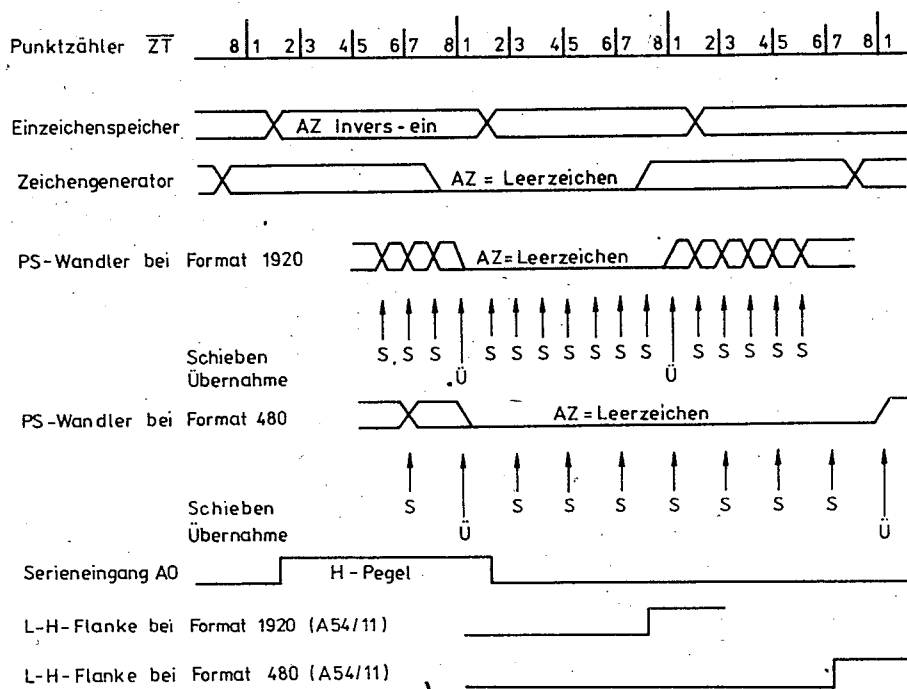 Punktzähler Z̅T̅ 8 1 2 3 4 5 6 7 8 1 2 3 4 5 6 7 8 1 2 3 4 5 6 7 8 1
Einzeichenspeicher AZ Invers-ein
Zeichengenerator AZ = Leerzeichen
PS-Wandler bei Format 1920 AZ=Leerzeichen
S S S S S S S S S S S S S S S
Schieben
Übernahme Ü Ü
PS-Wandler bei Format 480 AZ=Leerzeichen
Schieben S S S S S S S S
Übernahme Ü Ü
Serieneingang A0 H-Pegel
L-H-Flanke bei Format 1920 (A54/11)
L-H-Flanke bei Format 480 (A54/11)